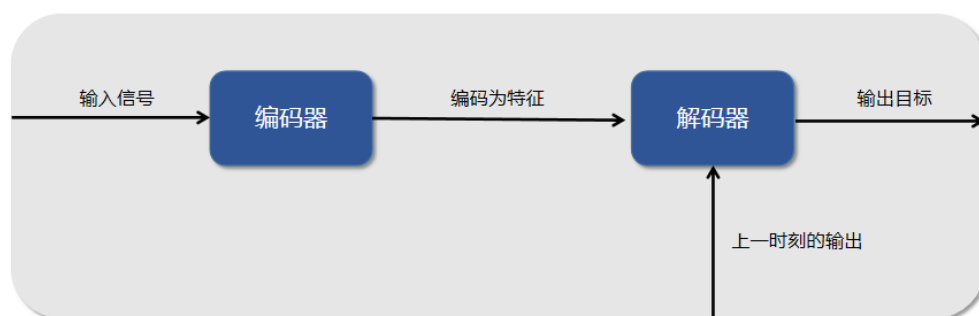 输入信号
编码器
编码为特征
解码器
输出目标
上一时刻的输出